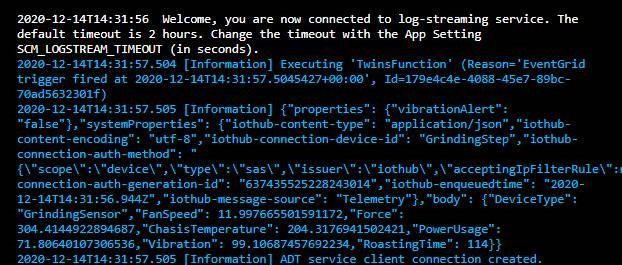 2020-12-14T14:31:56  Welcome, you are now connected to log-streaming service. The
default timeout is 2 hours. Change the timeout with the App Setting
SCM_LOGSTREAM_TIMEOUT (in seconds).
2020-12-14T14:31:57.504 [Information] Executing 'TwinsFunction' (Reason='EventGrid
trigger fired at 2020-12-14T14:31:57.5045427+00:00', Id=179e4c4e-4088-45e7-89bc-
70ad5632301f)
2020-12-14T14:31:57.505 [Information] {"properties": {"vibrationAlert":
"false"},"systemProperties": {"iothub-content-type": "application/json","iothub-
content-encoding": "utf-8","iothub-connection-device-id": "GrindingStep","iothub-
connection-auth-method": "
{\"scope\":\"device\",\"type\":\"sas\",\"issuer\":\"iothub\",\"acceptingIpFilterRule\":
connection-auth-generation-id": "637435525228243014","iothub-enqueuedtime": "2020-
12-14T14:31:56.944Z","iothub-message-source": "Telemetry"},"body": {"DeviceType":
"GrindingSensor","FanSpeed": 11.997665501591172,"Force":
304.4144922894687,"ChasisTemperature": 204.3176941502421,"PowerUsage":
71.80640107306536,"Vibration": 99.10687457692234,"RoastingTime": 114}}
2020-12-14T14:31:57.505 [Information] ADT service client connection created.